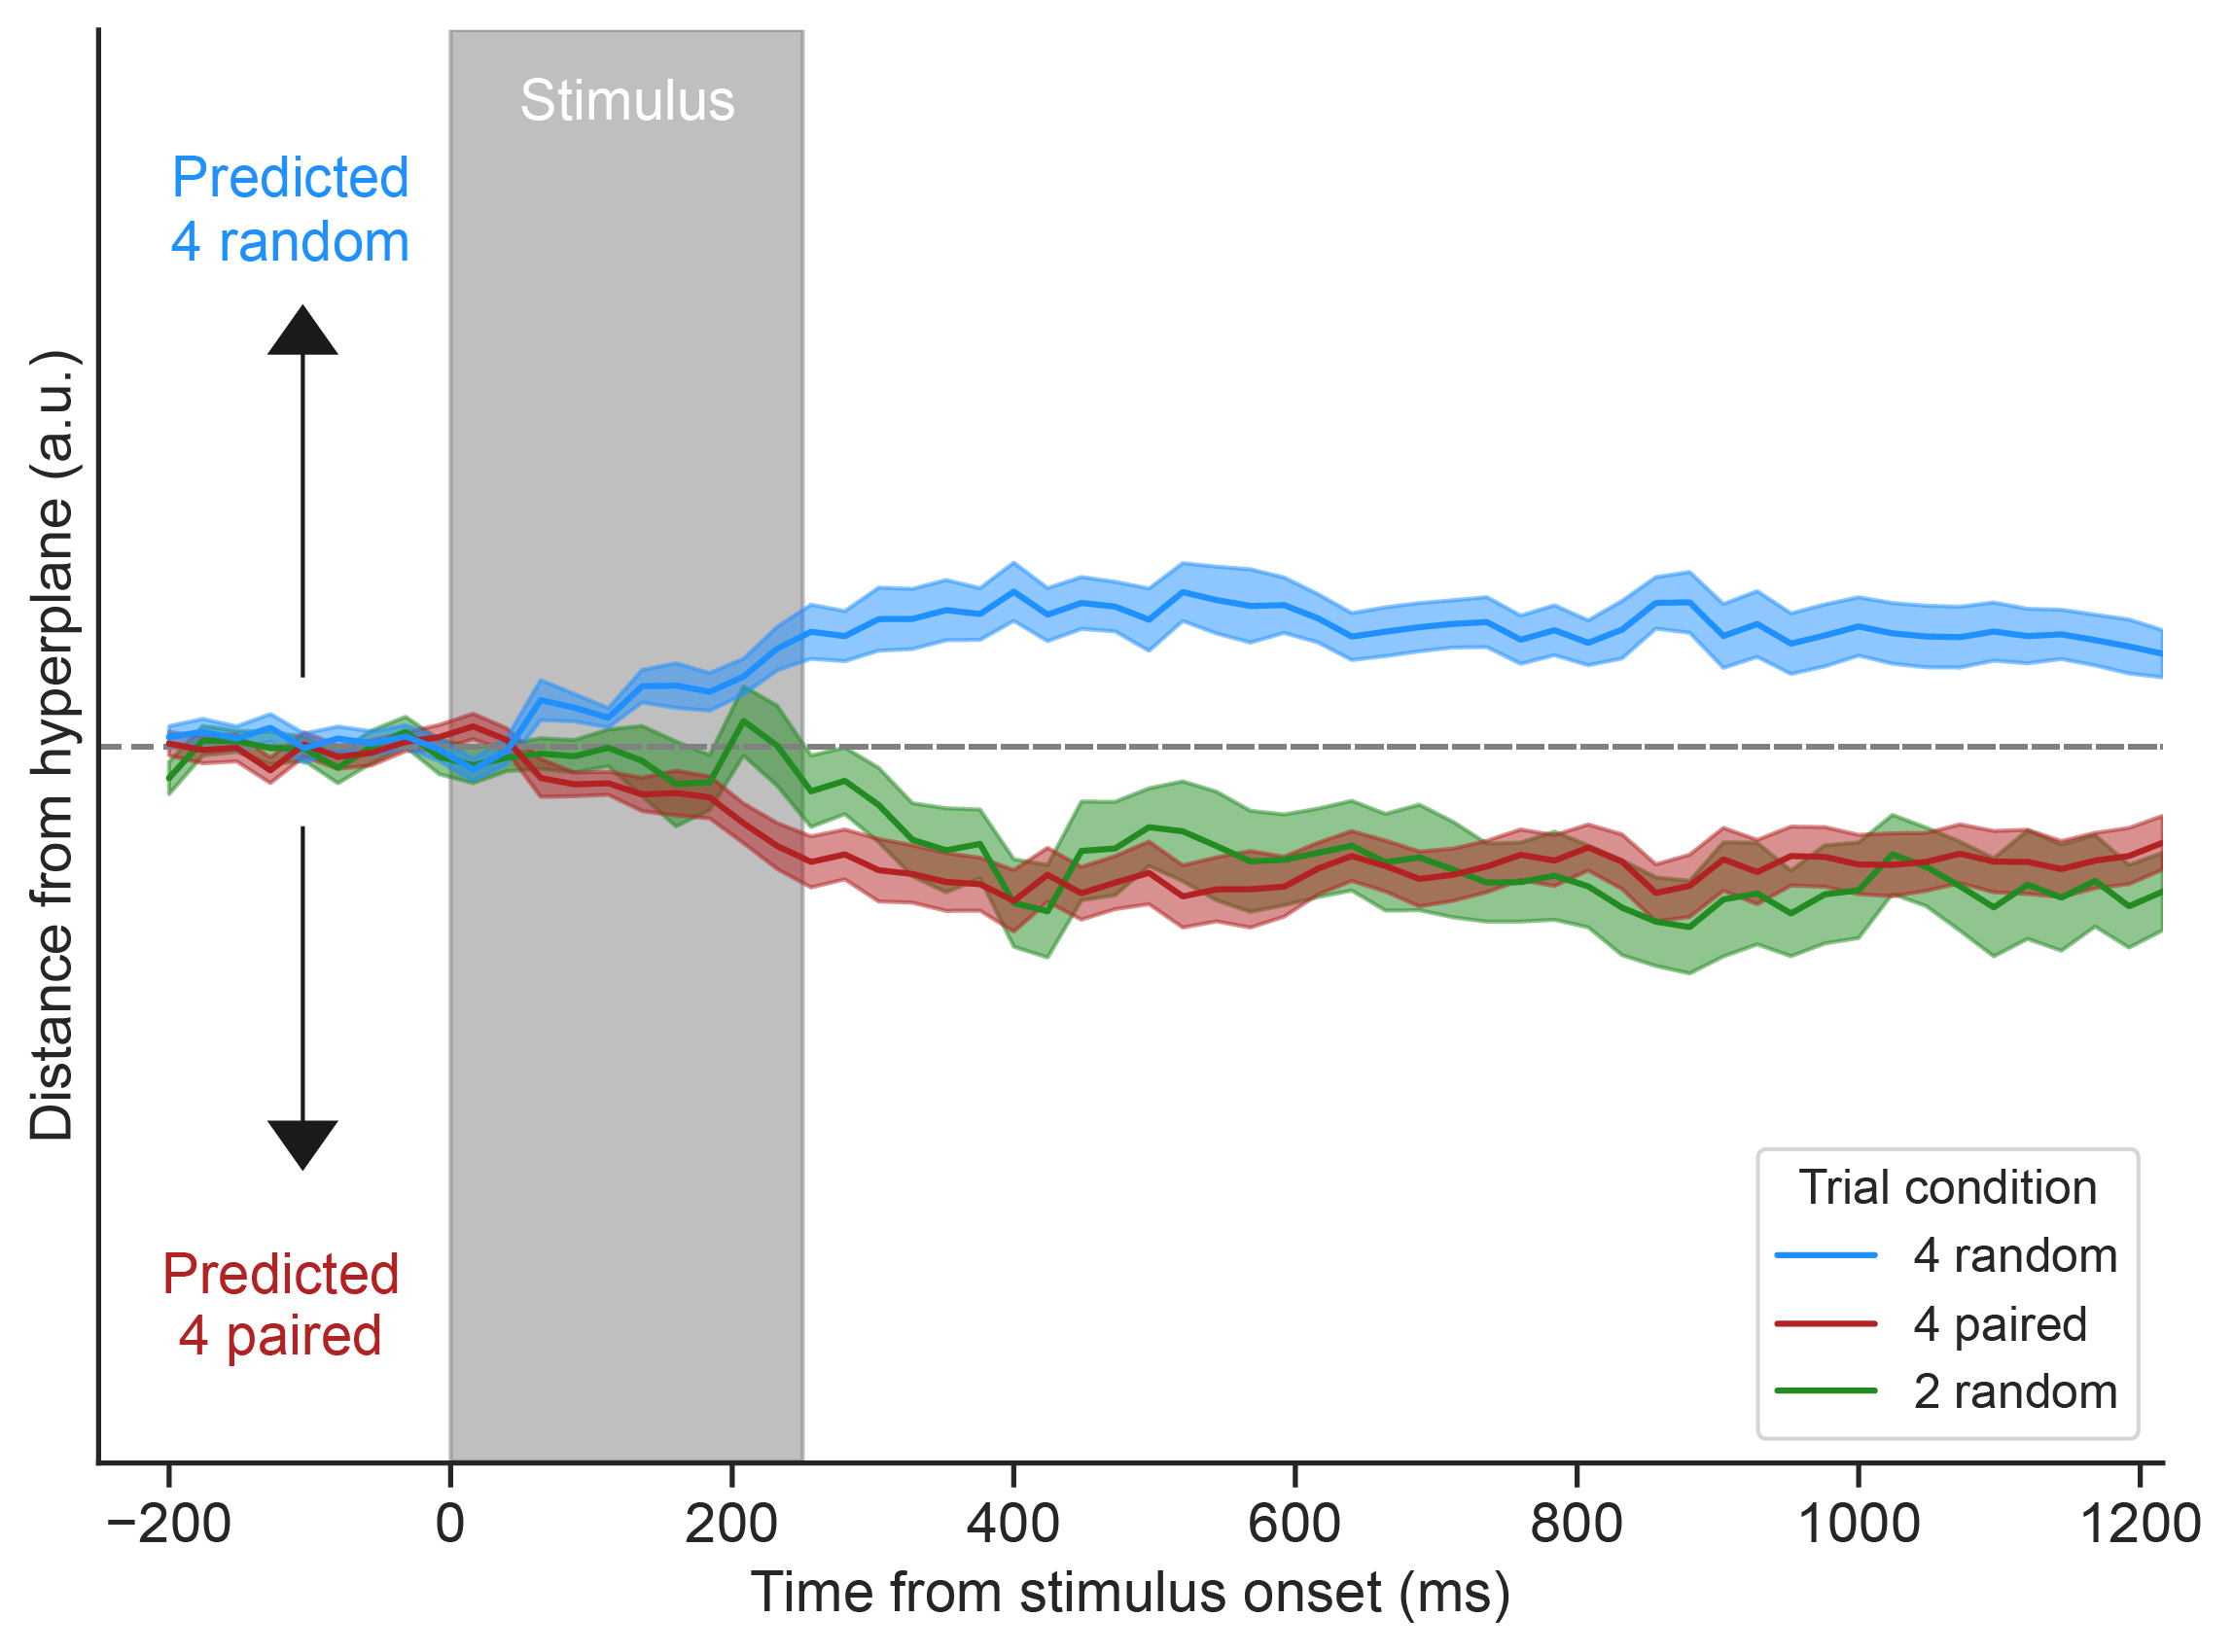 Stimulus
Predicted
4 random
Distance from hyperplane (a.u.)
Predicted
4 paired
Trial condition
4 random
4 paired
2 random
−200 0 200 400 600 800 1000 1200
Time from stimulus onset (ms)